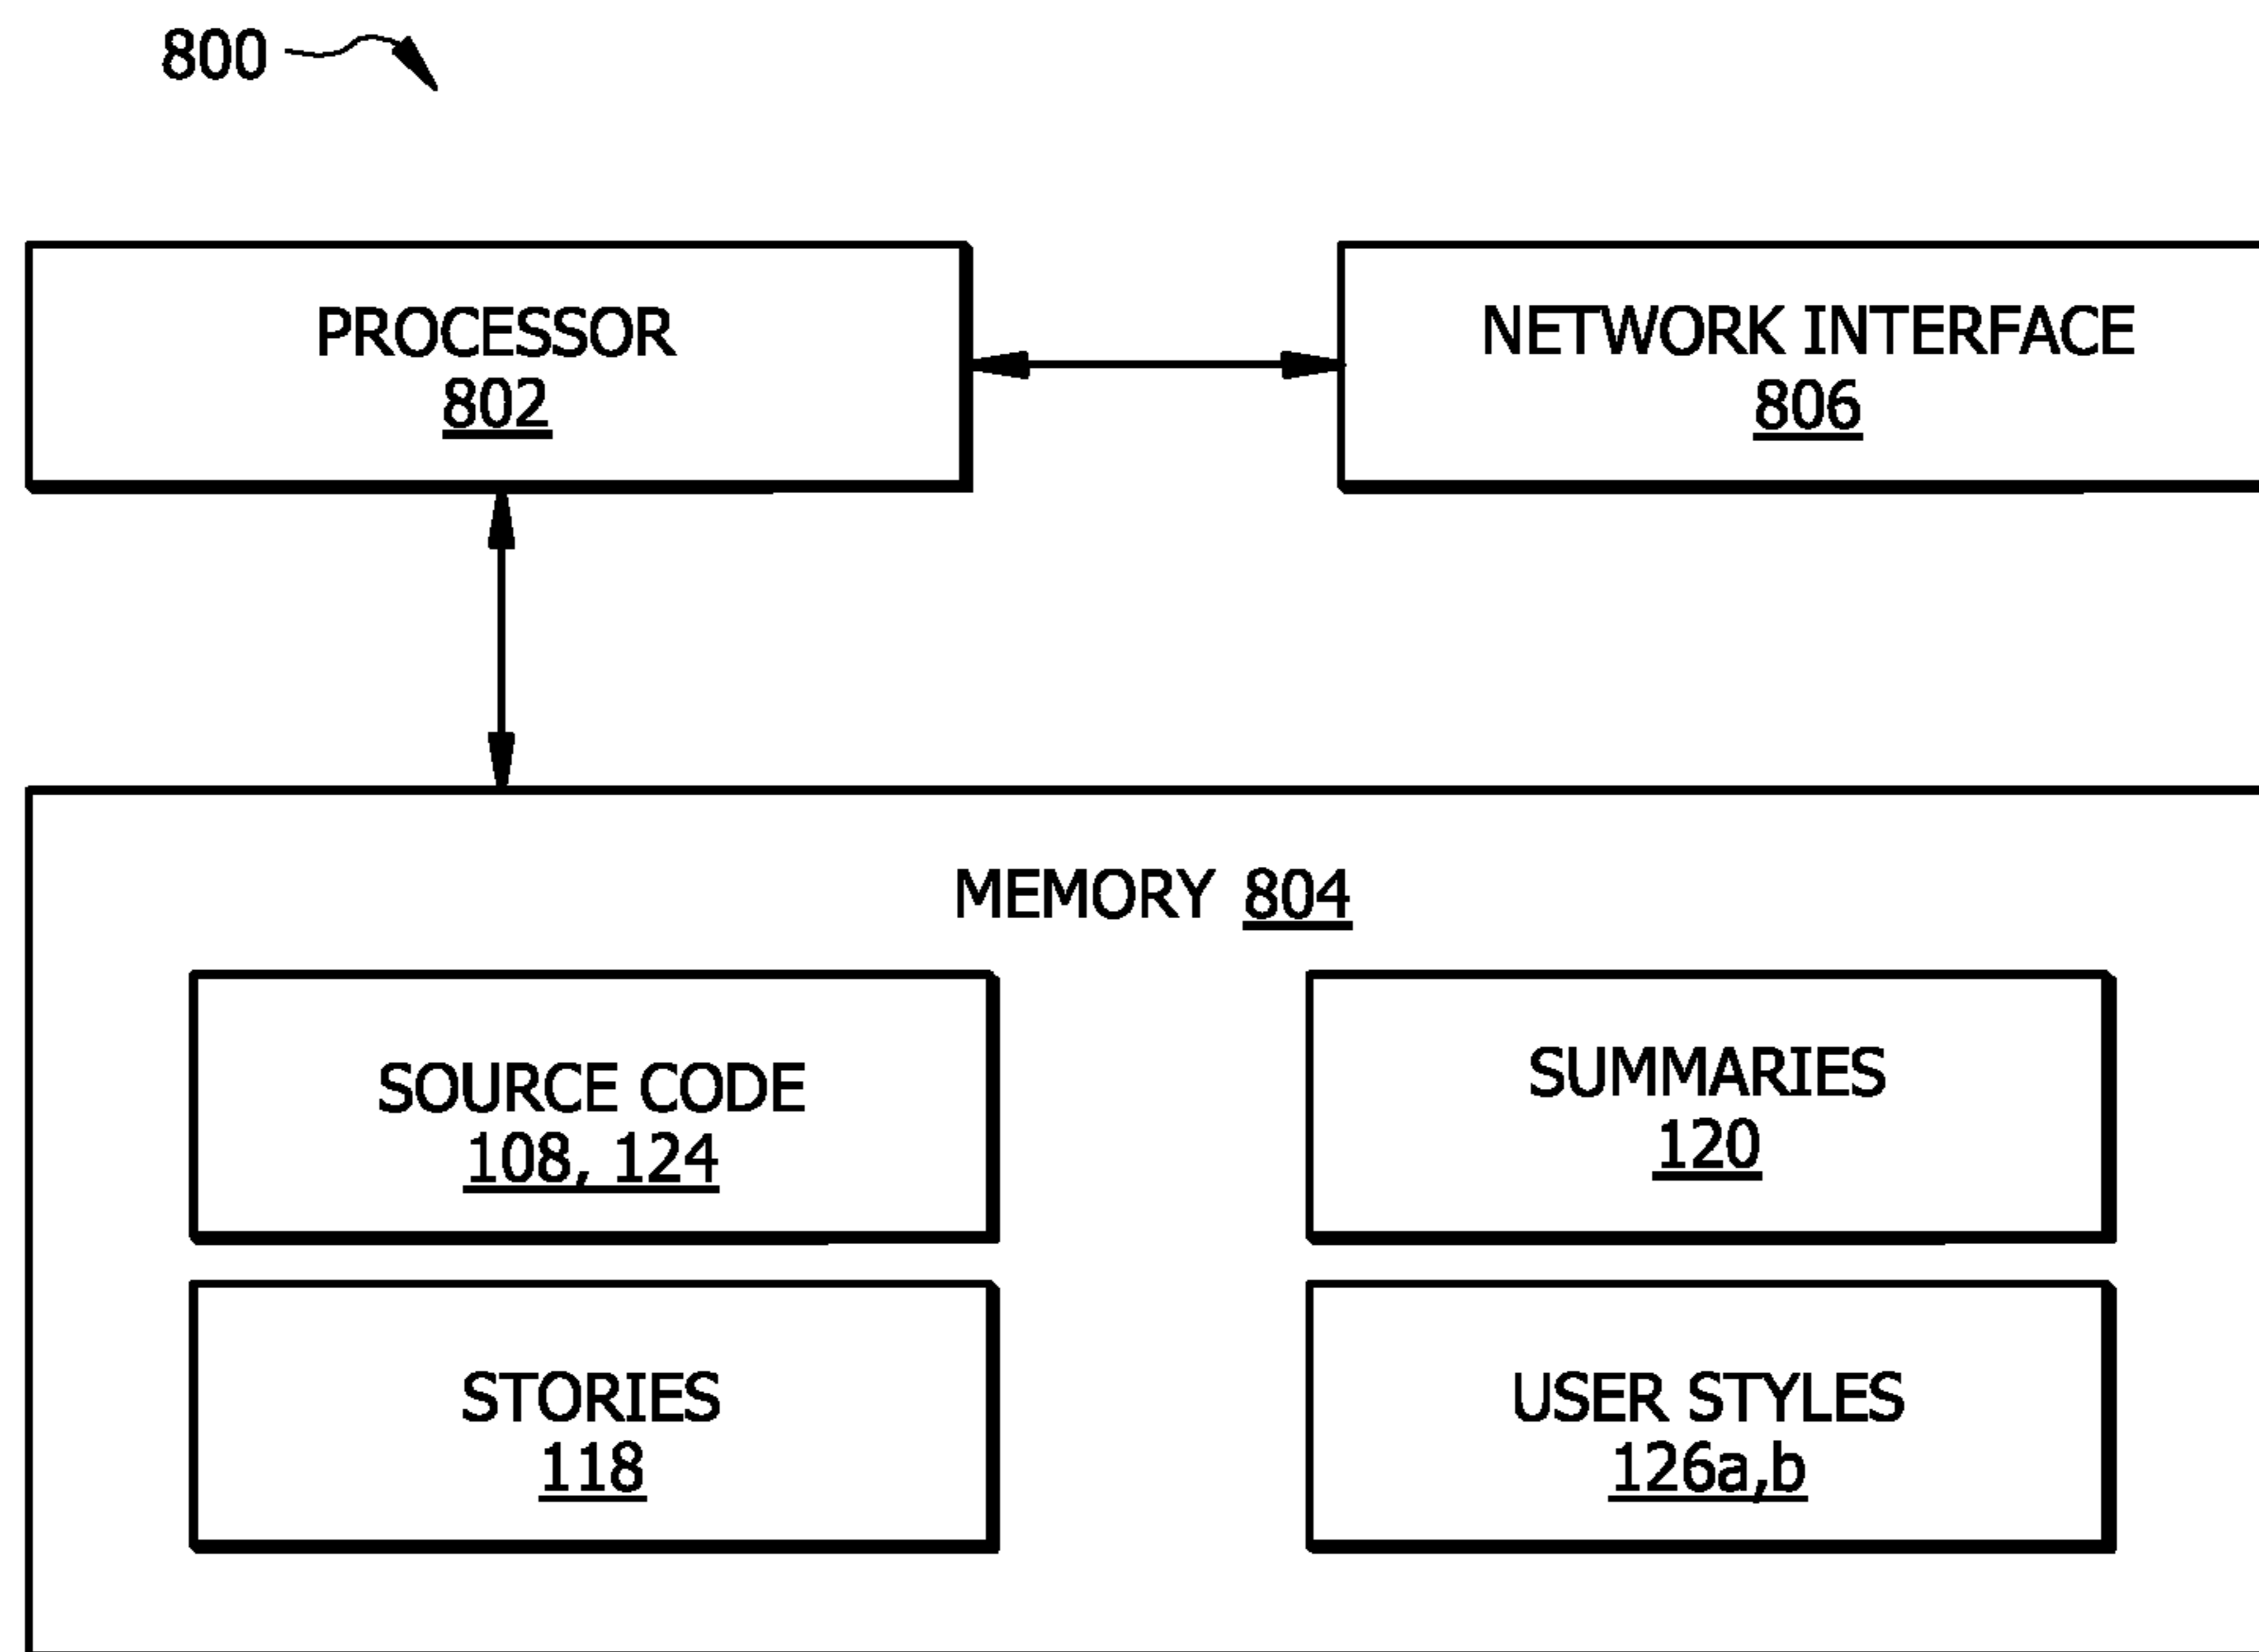 800
PROCESSOR
802
NETWORK INTERFACE
806
MEMORY 804
SOURCE CODE
108, 124
SUMMARIES
120
STORIES
118
USER STYLES
126a,b